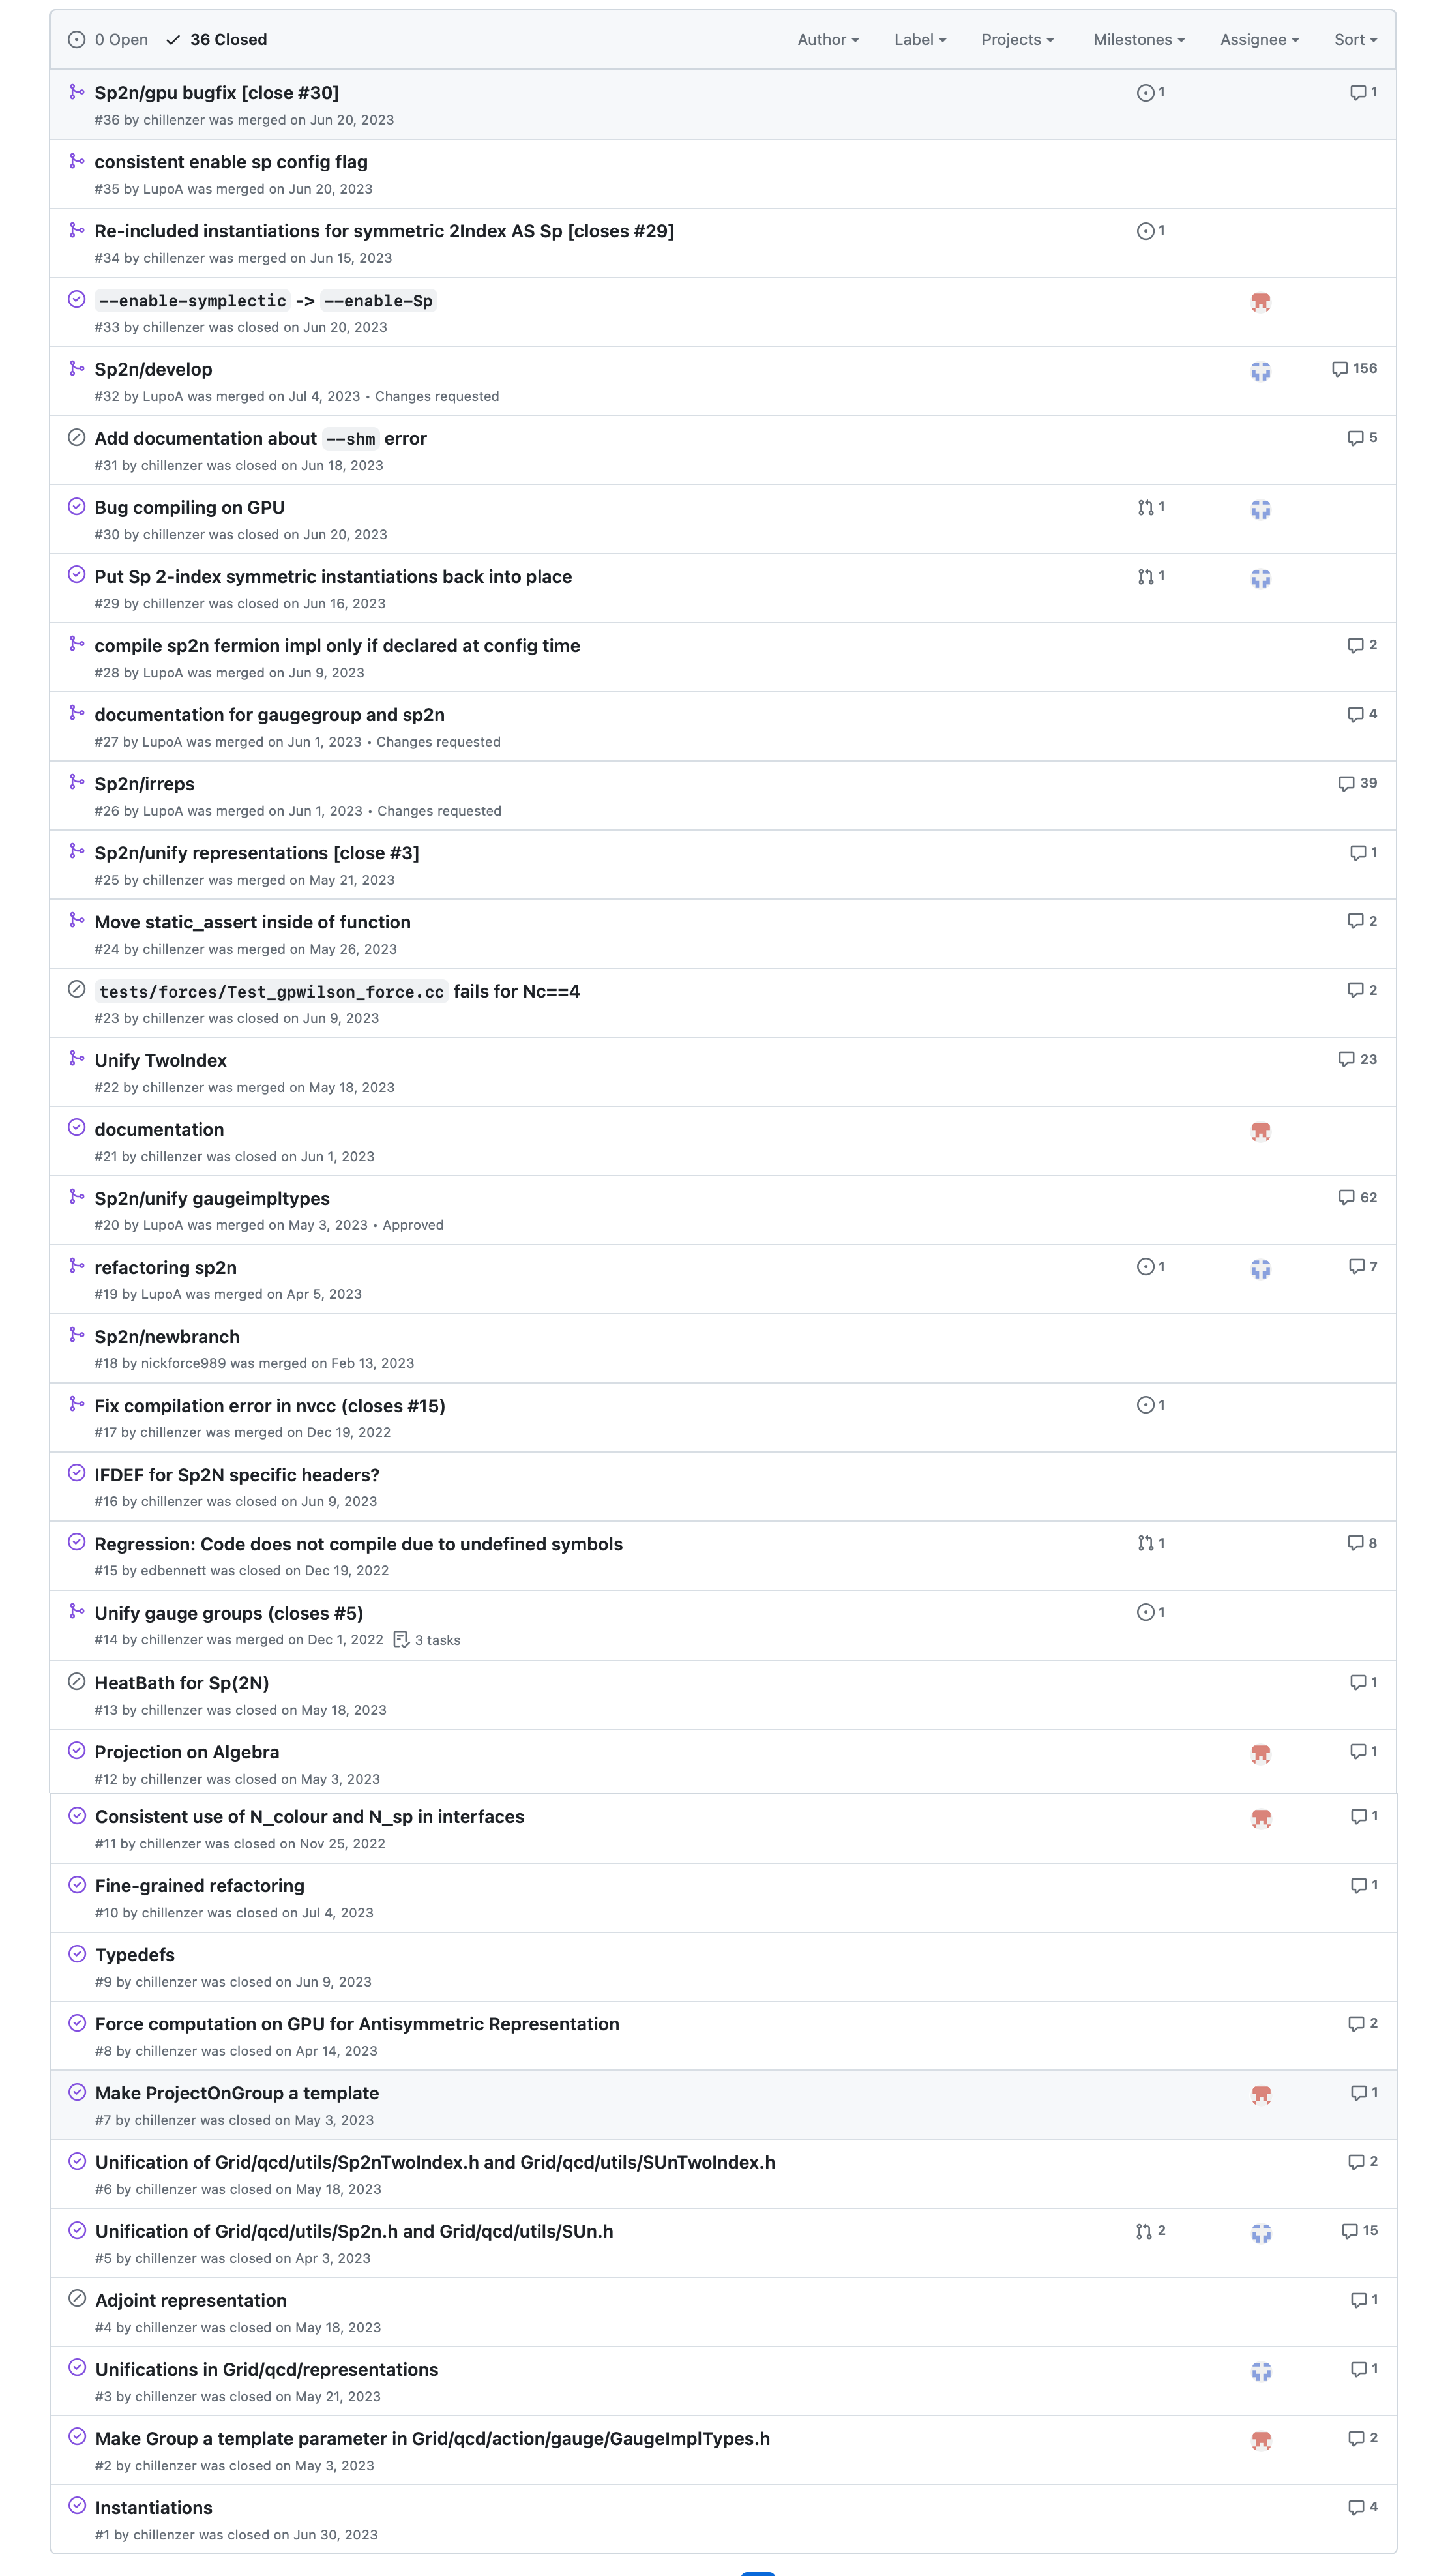 0 Open 36 Closed Author Label Projects Milestones Assignee Sort
Sp2n/gpu bugfix [close #30] 1 1
#36 by chillenzer was merged on Jun 20, 2023
consistent enable sp config flag
#35 by LupoA was merged on Jun 20, 2023
Re-included instantiations for symmetric 2Index AS Sp [closes #29] 1
#34 by chillenzer was merged on Jun 15, 2023
--enable-symplectic -> --enable-Sp
#33 by chillenzer was closed on Jun 20, 2023
Sp2n/develop 156
#32 by LupoA was merged on Jul 4, 2023 • Changes requested
Add documentation about --shm error 5
#31 by chillenzer was closed on Jun 18, 2023
Bug compiling on GPU 1
#30 by chillenzer was closed on Jun 20, 2023
Put Sp 2-index symmetric instantiations back into place 1
#29 by chillenzer was closed on Jun 16, 2023
compile sp2n fermion impl only if declared at config time 2
#28 by LupoA was merged on Jun 9, 2023
documentation for gaugegroup and sp2n 4
#27 by LupoA was merged on Jun 1, 2023 • Changes requested
Sp2n/irreps 39
#26 by LupoA was merged on Jun 1, 2023 • Changes requested
Sp2n/unify representations [close #3] 1
#25 by chillenzer was merged on May 21, 2023
Move static_assert inside of function 2
#24 by chillenzer was merged on May 26, 2023
tests/forces/Test_gpwilson_force.cc fails for Nc==4 2
#23 by chillenzer was closed on Jun 9, 2023
Unify TwoIndex 23
#22 by chillenzer was merged on May 18, 2023
documentation
#21 by chillenzer was closed on Jun 1, 2023
Sp2n/unify gaugeimpltypes 62
#20 by LupoA was merged on May 3, 2023 • Approved
refactoring sp2n 1 7
#19 by LupoA was merged on Apr 5, 2023
Sp2n/newbranch
#18 by nickforce989 was merged on Feb 13, 2023
Fix compilation error in nvcc (closes #15) 1
#17 by chillenzer was merged on Dec 19, 2022
IFDEF for Sp2N specific headers?
#16 by chillenzer was closed on Jun 9, 2023
Regression: Code does not compile due to undefined symbols 1 8
#15 by edbennett was closed on Dec 19, 2022
Unify gauge groups (closes #5) 1
#14 by chillenzer was merged on Dec 1, 2022 3 tasks
HeatBath for Sp(2N) 1
#13 by chillenzer was closed on May 18, 2023
Projection on Algebra 1
#12 by chillenzer was closed on May 3, 2023
Consistent use of N_colour and N_sp in interfaces 1
#11 by chillenzer was closed on Nov 25, 2022
Fine-grained refactoring 1
#10 by chillenzer was closed on Jul 4, 2023
Typedefs
#9 by chillenzer was closed on Jun 9, 2023
Force computation on GPU for Antisymmetric Representation 2
#8 by chillenzer was closed on Apr 14, 2023
Make ProjectOnGroup a template 1
#7 by chillenzer was closed on May 3, 2023
Unification of Grid/qcd/utils/Sp2nTwoIndex.h and Grid/qcd/utils/SUnTwoIndex.h 2
#6 by chillenzer was closed on May 18, 2023
Unification of Grid/qcd/utils/Sp2n.h and Grid/qcd/utils/SUn.h 2 15
#5 by chillenzer was closed on Apr 3, 2023
Adjoint representation 1
#4 by chillenzer was closed on May 18, 2023
Unifications in Grid/qcd/representations 1
#3 by chillenzer was closed on May 21, 2023
Make Group a template parameter in Grid/qcd/action/gauge/GaugeImplTypes.h 2
#2 by chillenzer was closed on May 3, 2023
Instantiations 4
#1 by chillenzer was closed on Jun 30, 2023